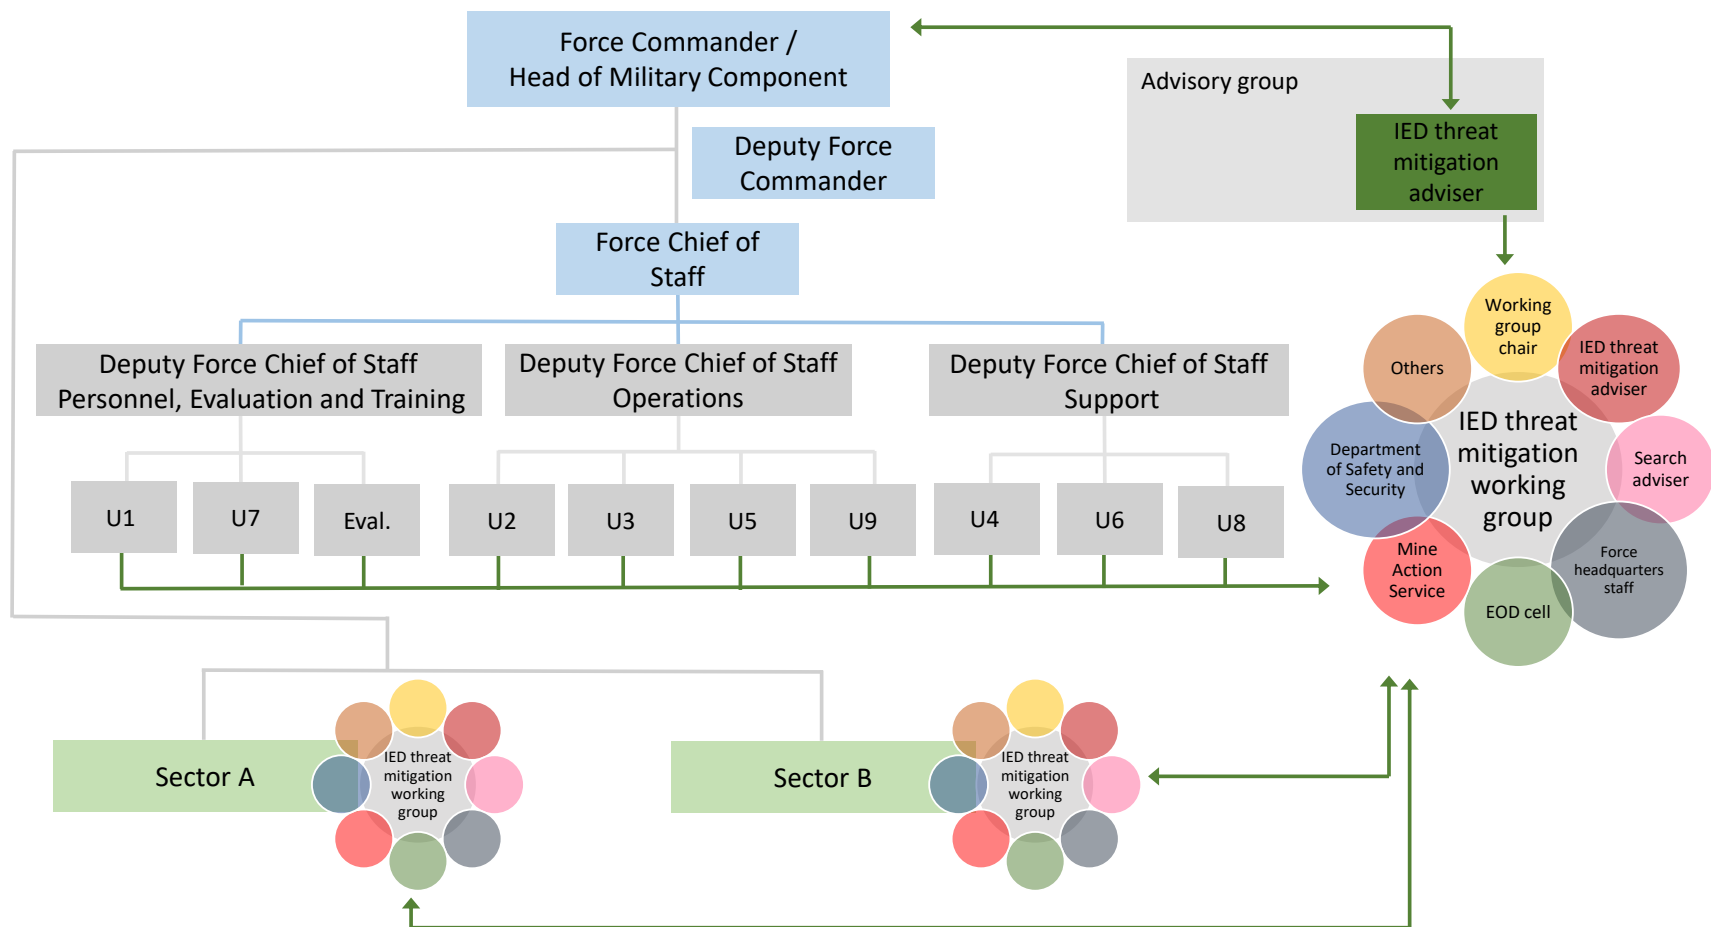 Force Commander /
Head of Military Component
Advisory group
IED threat
mitigation
adviser
Deputy Force
Commander
Force Chief of
Staff
Deputy Force Chief of Staff
Personnel, Evaluation and Training
Deputy Force Chief of Staff
Operations
Deputy Force Chief of Staff
Support
U1
U7
Eval.
U2
U3
U5
U9
U4
U6
U8
Working
group
chair
IED threat
mitigation
adviser
Search
adviser
Force
headquarters
staff
EOD cell
Mine
Action
Service
Department
of Safety and
Security
Others
IED threat
mitigation
working
group
Sector A
IED threat
mitigation
working
group
Sector B
IED threat
mitigation
working
group